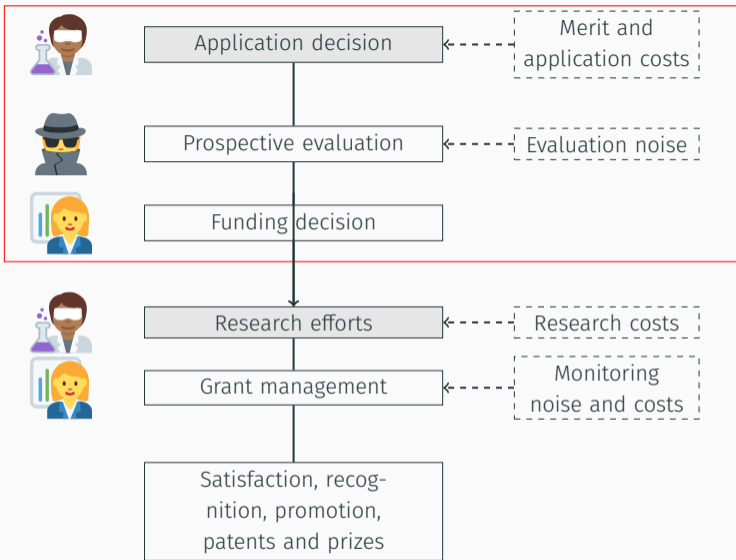 Application decision
Merit and
application costs
Prospective evaluation
Evaluation noise
Funding decision
Research efforts
Research costs
Grant management
Monitoring
noise and costs
Satisfaction, recog-
nition, promotion,
patents and prizes